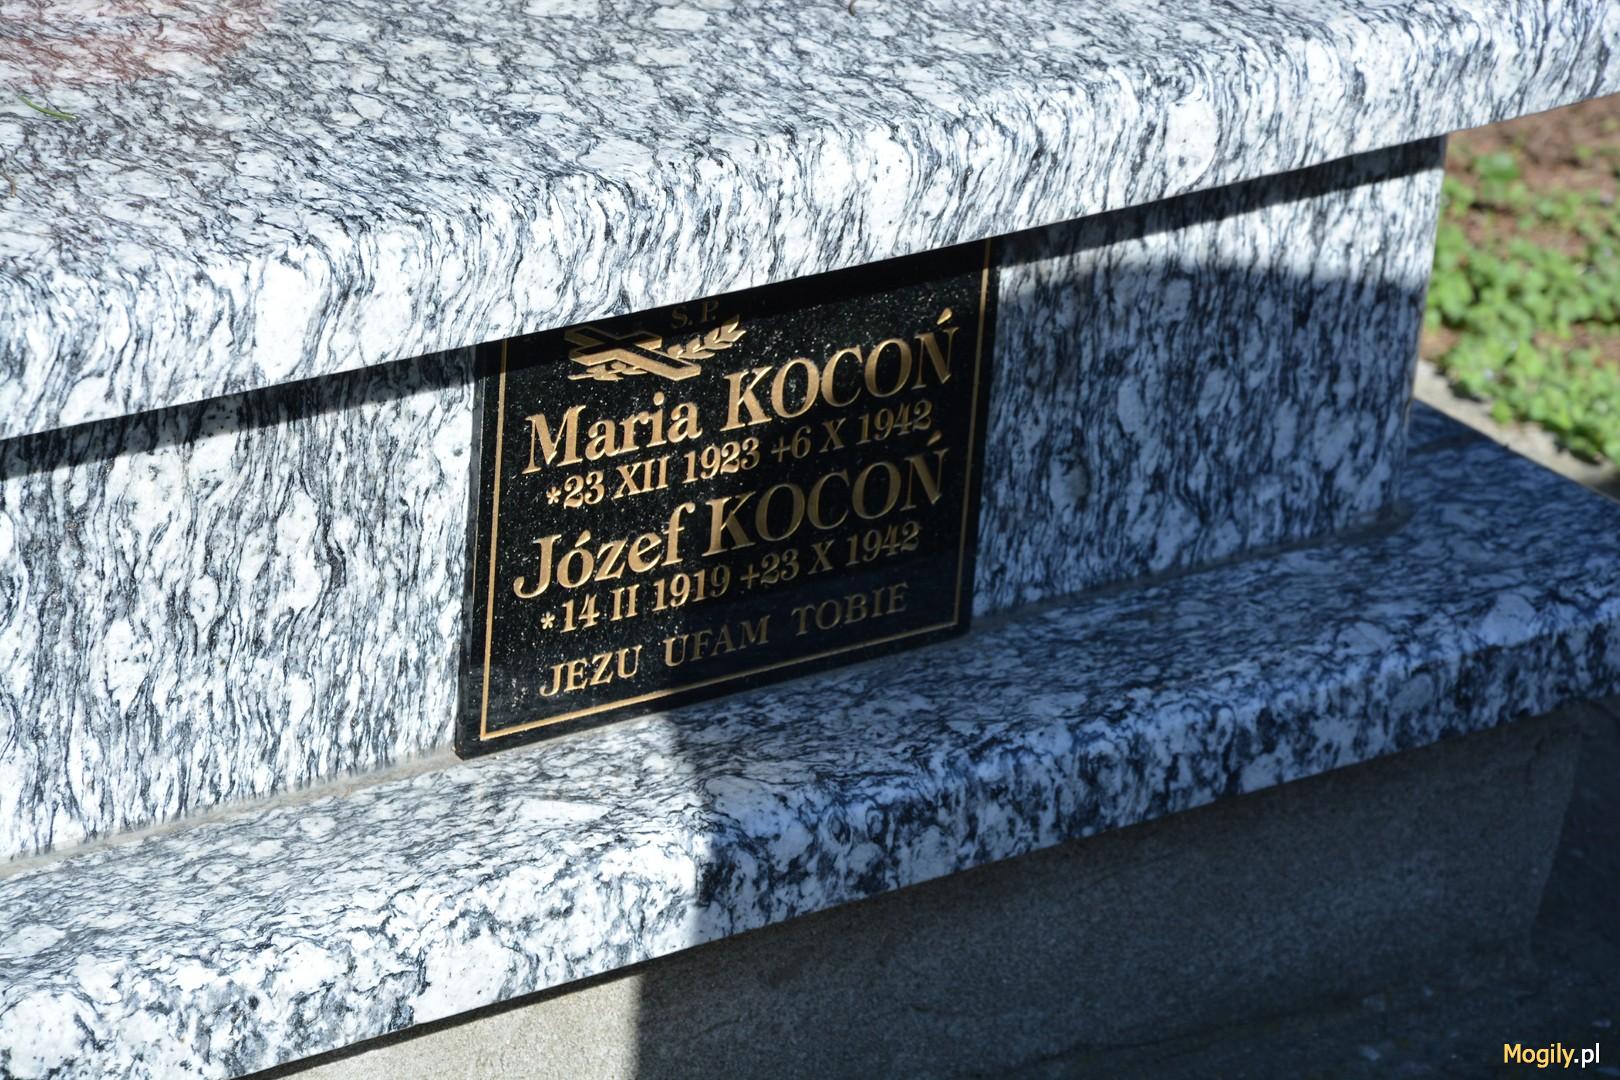 Ś. P.
Maria KOCOŃ
*23 XII 1923 +6 X 1942
Józef KOCOŃ
*14 II 1919 +23 X 1942
JEZU UFAM TOBIE
Mogily.pl